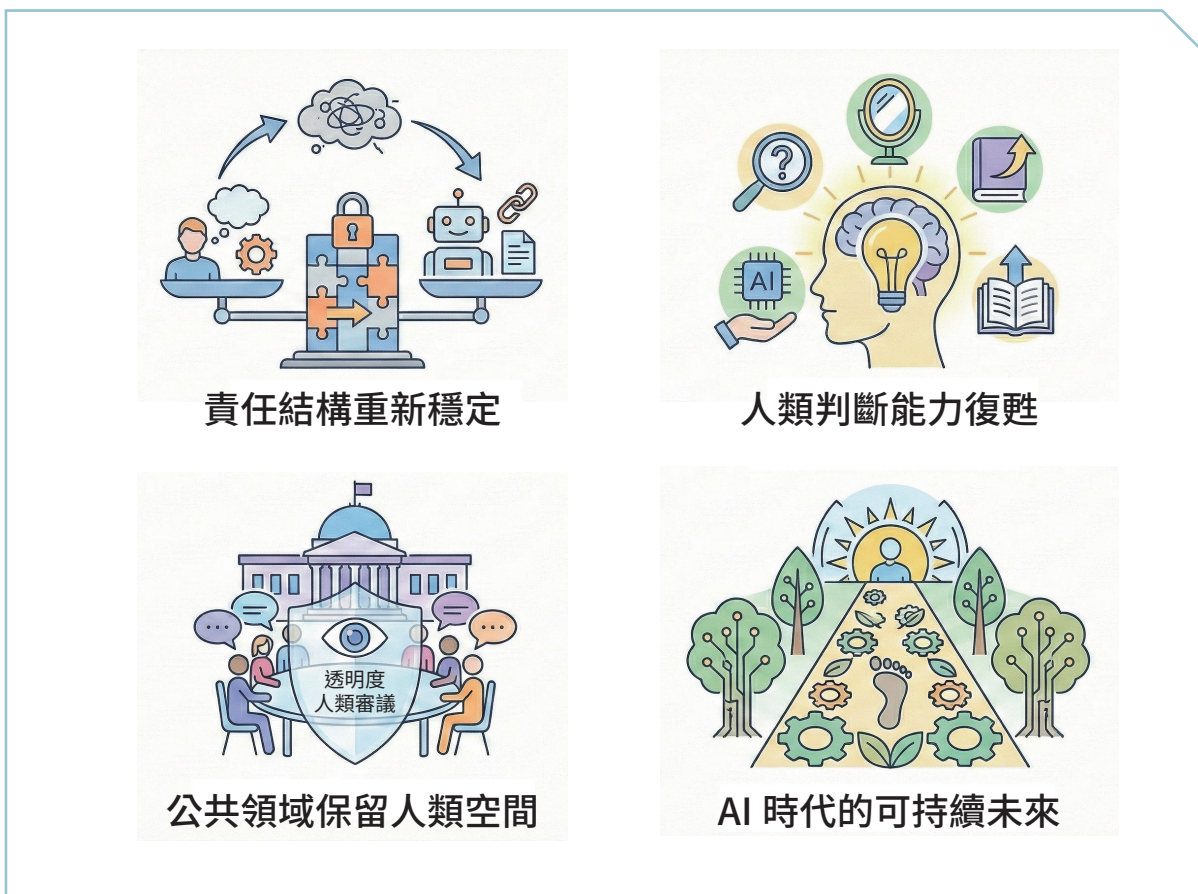 AI
責任結構重新穩定
人類判斷能力復甦
透明度
人類審議
公共領域保留人類空間
AI 時代的可持續未來